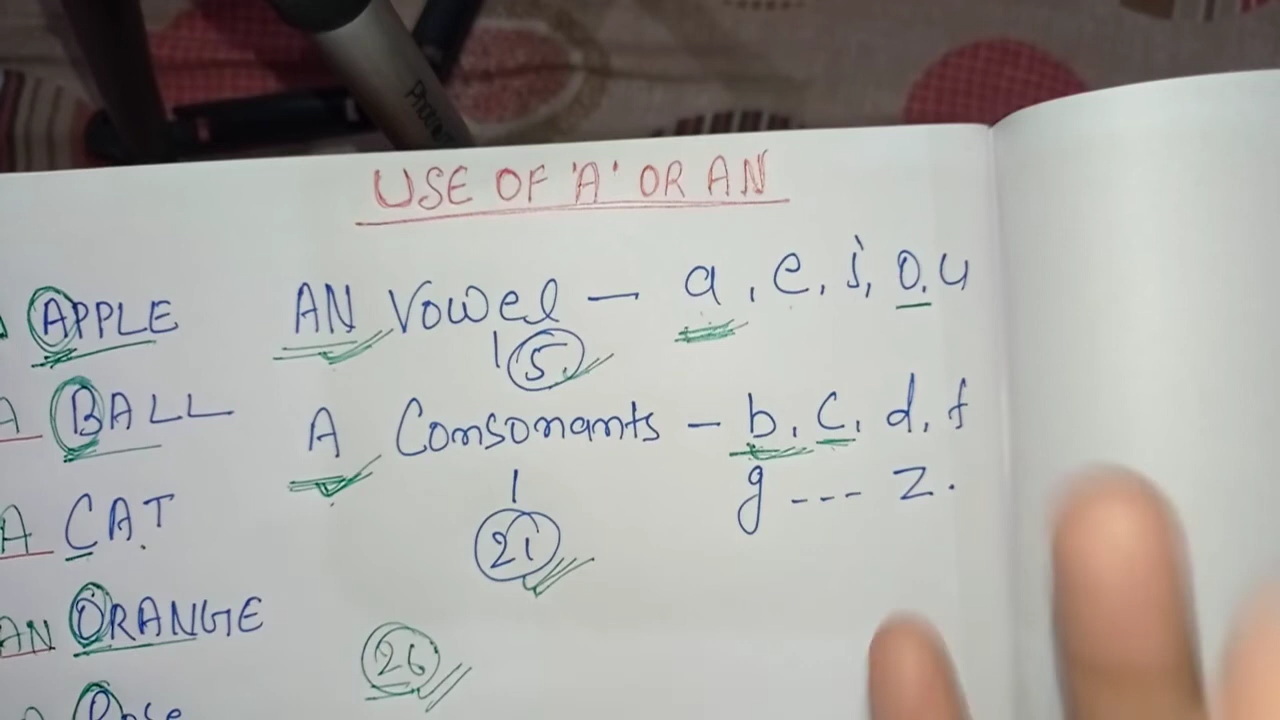 USE OF 'A' OR AN
APPLE
AN Vowel — a, e, i, o, u
5
A BALL
A Consonants — b, c, d, f
g --- z.
21
A CAT
AN ORANGE
26